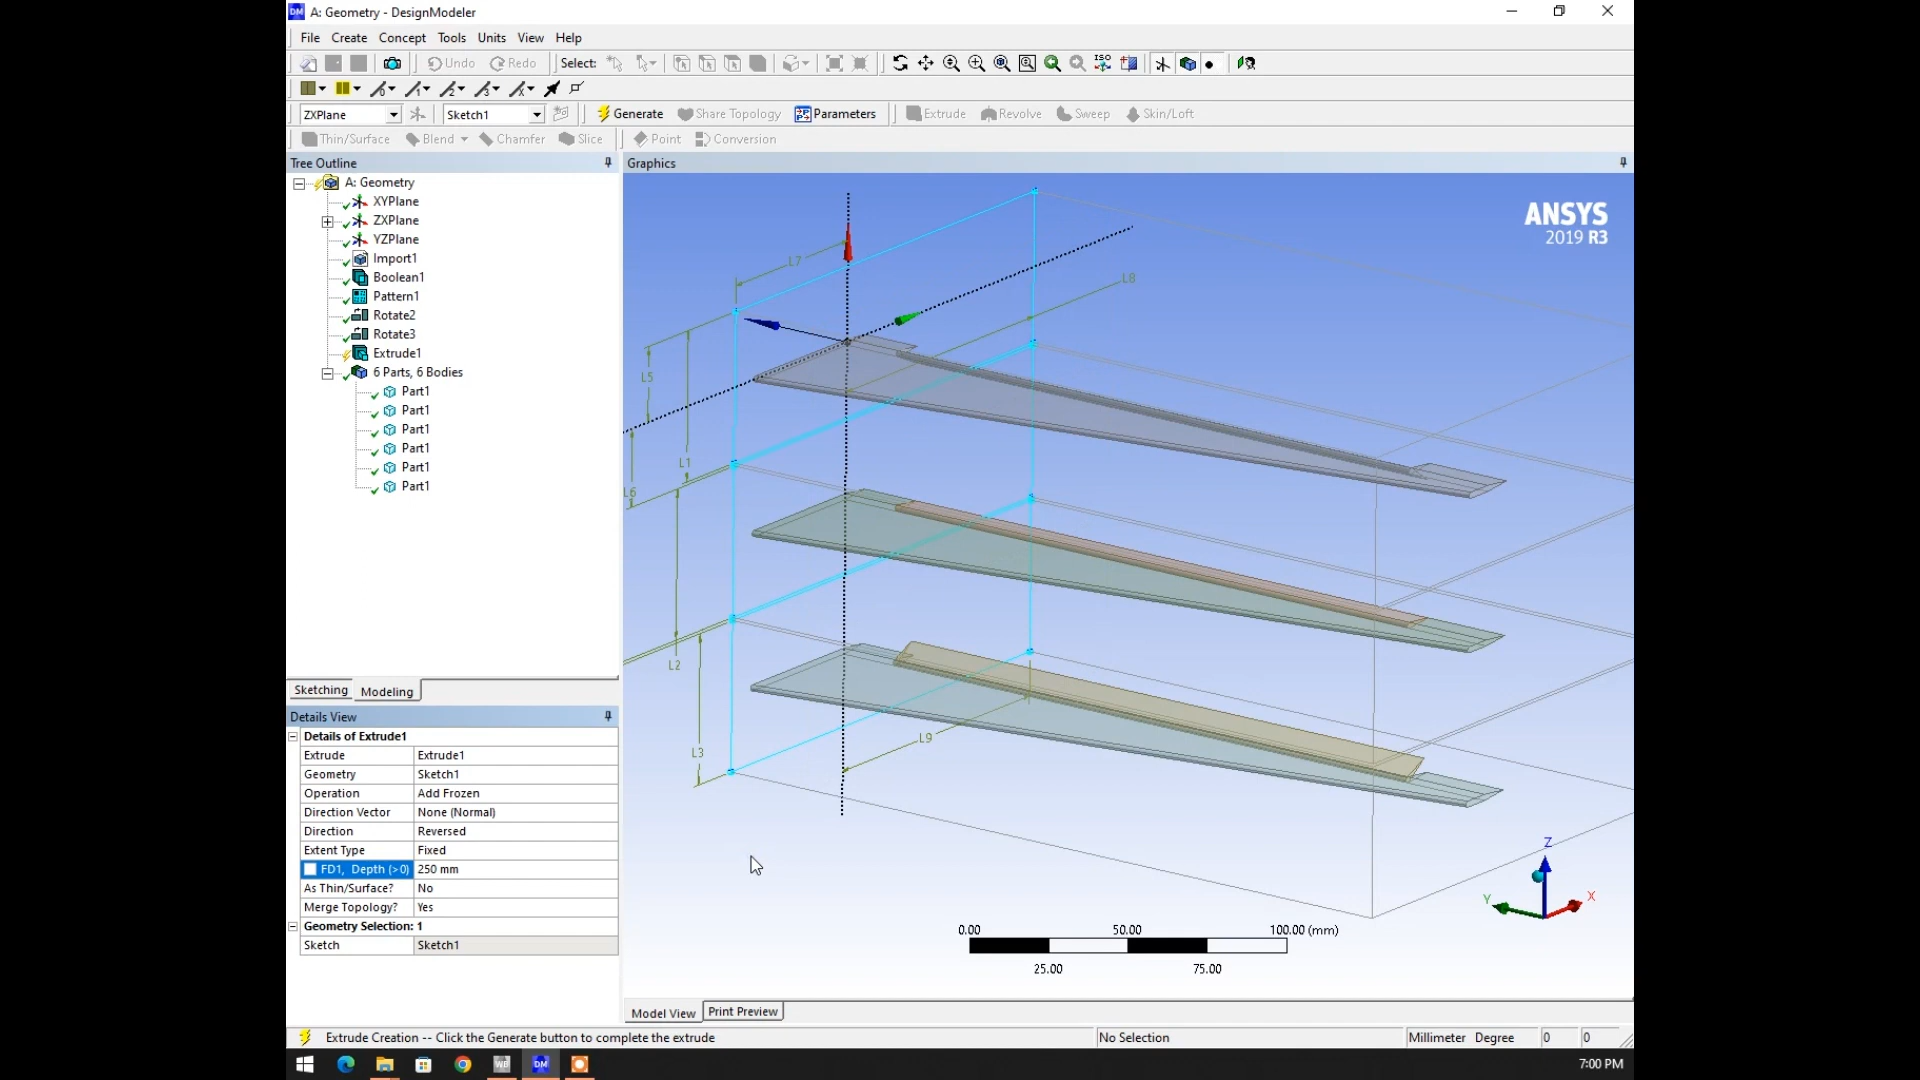 DM A: Geometry - DesignModeler
File Create Concept Tools Units View Help
Undo Redo Select: ISO
ZXPlane Sketch1 Generate Share Topology Parameters Extrude Revolve Sweep Skin/Loft
Thin/Surface Blend Chamfer Slice Point Conversion
Tree Outline
A: Geometry
XYPlane
ZXPlane
YZPlane
Import1
Boolean1
Pattern1
Rotate2
Rotate3
Extrude1
6 Parts, 6 Bodies
Part1
Part1
Part1
Part1
Part1
Part1
Sketching Modeling
Details View
Details of Extrude1
Extrude Extrude1
Geometry Sketch1
Operation Add Frozen
Direction Vector None (Normal)
Direction Reversed
Extent Type Fixed
FD1, Depth (>0) 250 mm
As Thin/Surface? No
Merge Topology? Yes
Geometry Selection: 1
Sketch Sketch1
Graphics
ANSYS
2019 R3
L7
L8
L5
L1
L6
L2
L9
L3
Z
Y X
0.00 50.00 100.00 (mm)
25.00 75.00
Model View Print Preview
Extrude Creation -- Click the Generate button to complete the extrude No Selection Millimeter Degree 0 0
DM 7:00 PM